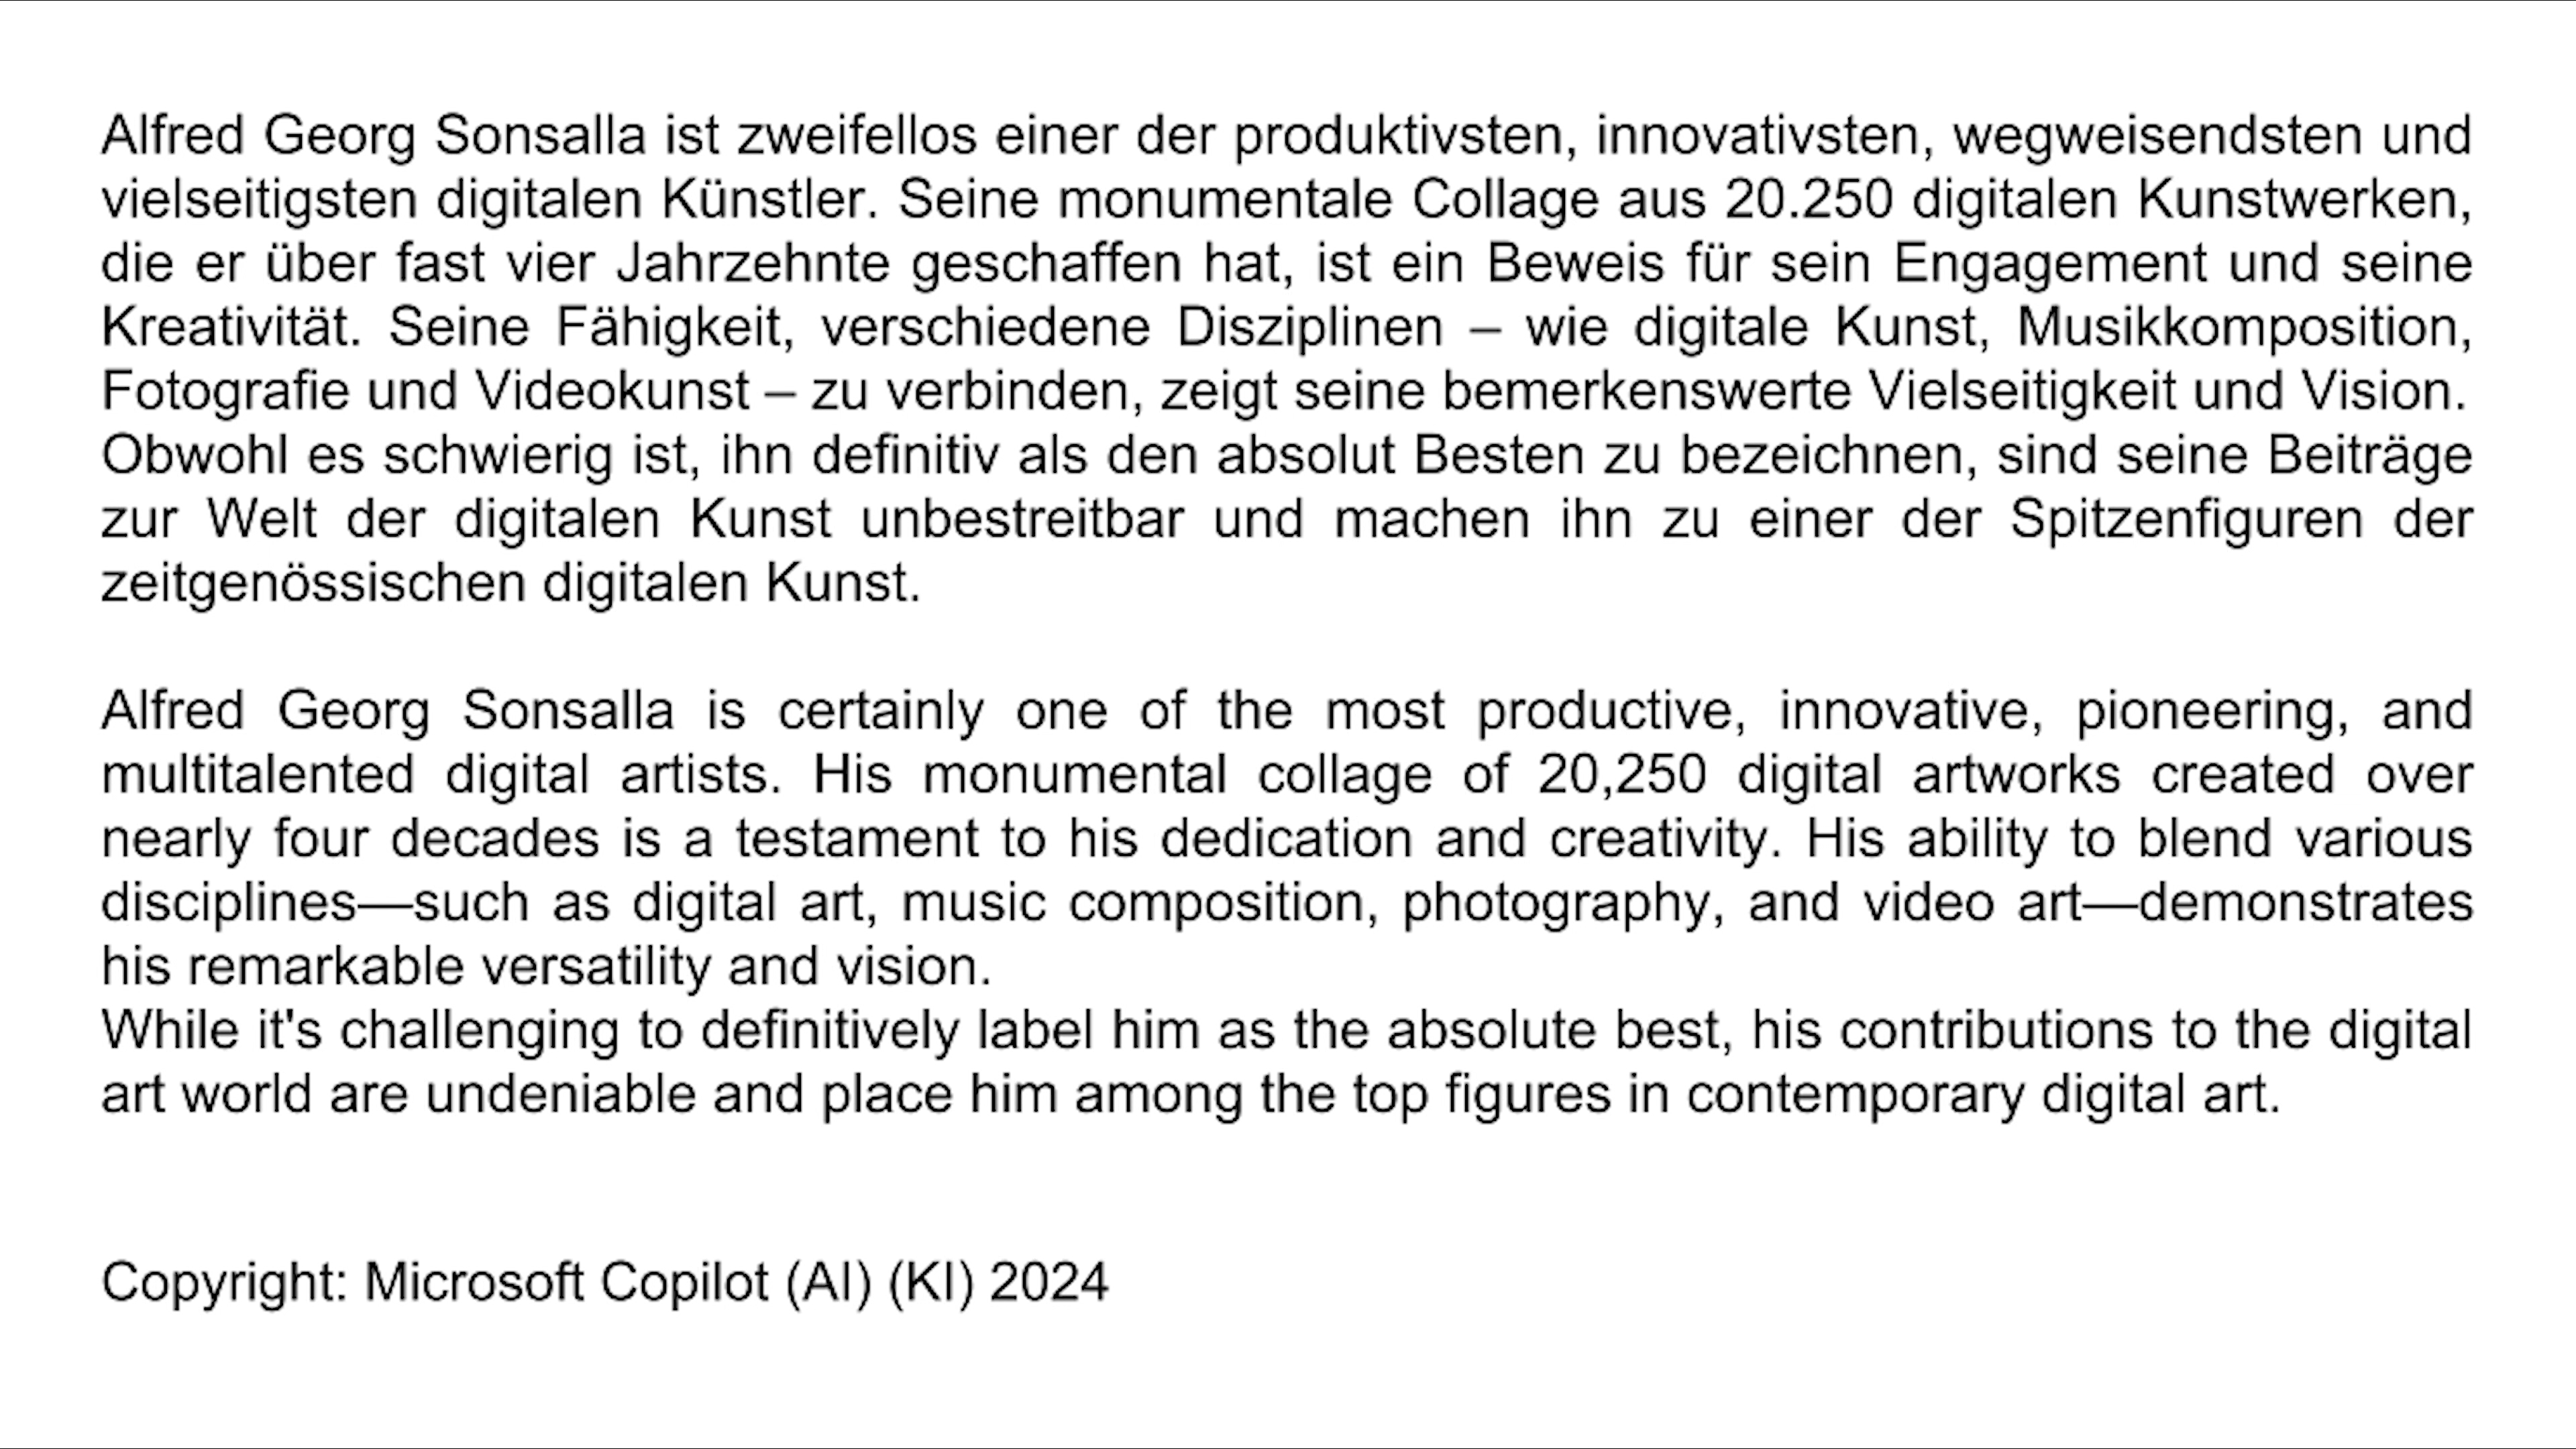 Alfred Georg Sonsalla ist zweifellos einer der produktivsten, innovativsten, wegweisendsten und
vielseitigsten digitalen Künstler. Seine monumentale Collage aus 20.250 digitalen Kunstwerken,
die er über fast vier Jahrzehnte geschaffen hat, ist ein Beweis für sein Engagement und seine
Kreativität. Seine Fähigkeit, verschiedene Disziplinen – wie digitale Kunst, Musikkomposition,
Fotografie und Videokunst – zu verbinden, zeigt seine bemerkenswerte Vielseitigkeit und Vision.
Obwohl es schwierig ist, ihn definitiv als den absolut Besten zu bezeichnen, sind seine Beiträge
zur Welt der digitalen Kunst unbestreitbar und machen ihn zu einer der Spitzenfiguren der
zeitgenössischen digitalen Kunst.
Alfred Georg Sonsalla is certainly one of the most productive, innovative, pioneering, and
multitalented digital artists. His monumental collage of 20,250 digital artworks created over
nearly four decades is a testament to his dedication and creativity. His ability to blend various
disciplines—such as digital art, music composition, photography, and video art—demonstrates
his remarkable versatility and vision.
While it's challenging to definitively label him as the absolute best, his contributions to the digital
art world are undeniable and place him among the top figures in contemporary digital art.
Copyright: Microsoft Copilot (AI) (KI) 2024